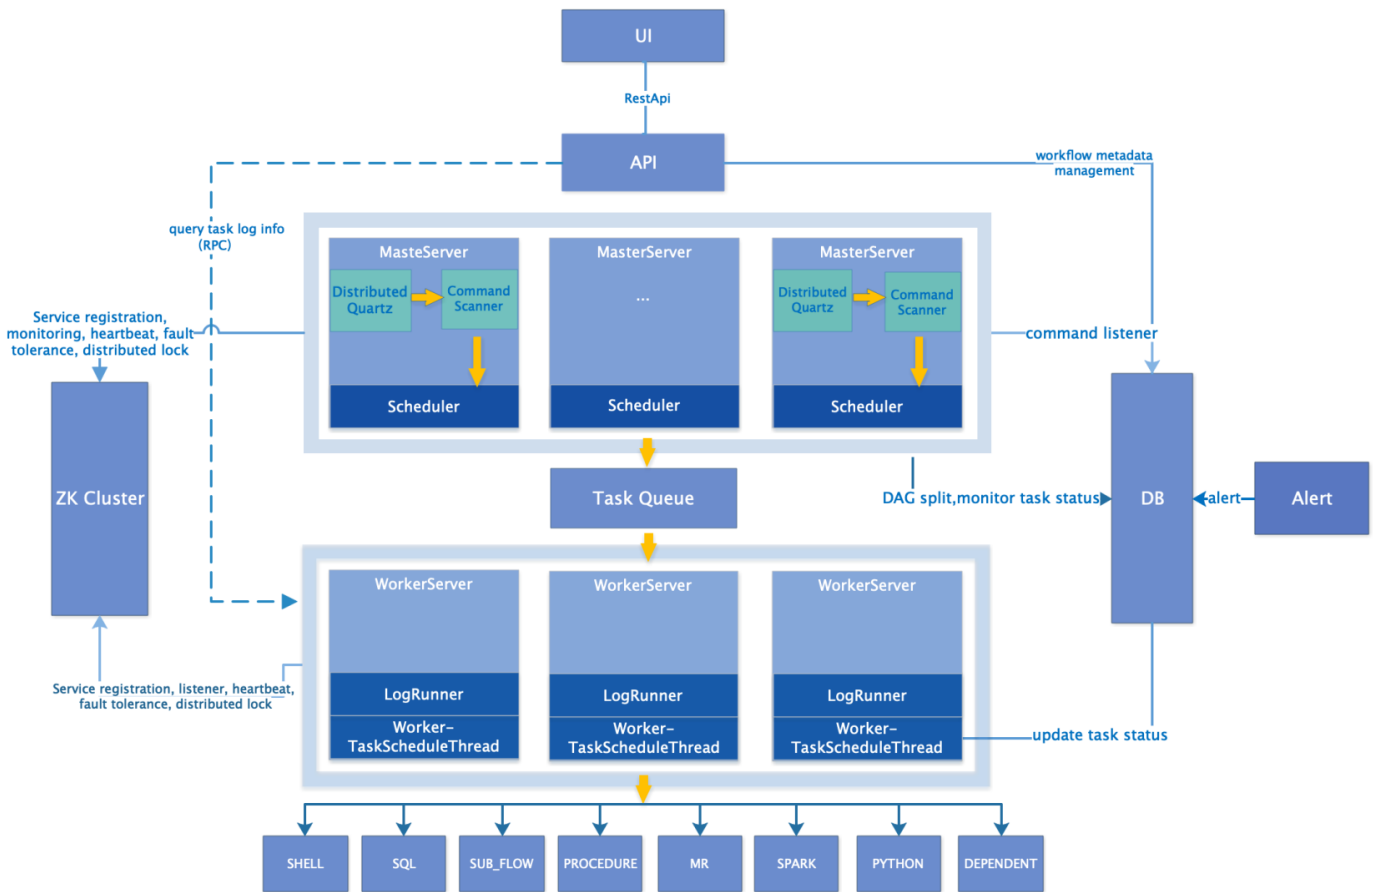 UI
RestApi
API
workflow metadata
management
query task log info
(RPC)
MasteServer
MasterServer
MasterServer
Distributed
Quartz
Command
Scanner
...
Distributed
Quartz
Command
Scanner
Service registration,
monitoring, heartbeat, fault
tolerance, distributed lock
command listener
Scheduler
Scheduler
Scheduler
ZK Cluster
Task Queue
DAG split,monitor task status
DB
alert
Alert
WorkerServer
WorkerServer
WorkerServer
Service registration, listener, heartbeat,
fault tolerance, distributed lock
LogRunner
LogRunner
LogRunner
Worker-
TaskScheduleThread
Worker-
TaskScheduleThread
Worker-
TaskScheduleThread
update task status
SHELL
SQL
SUB_FLOW
PROCEDURE
MR
SPARK
PYTHON
DEPENDENT